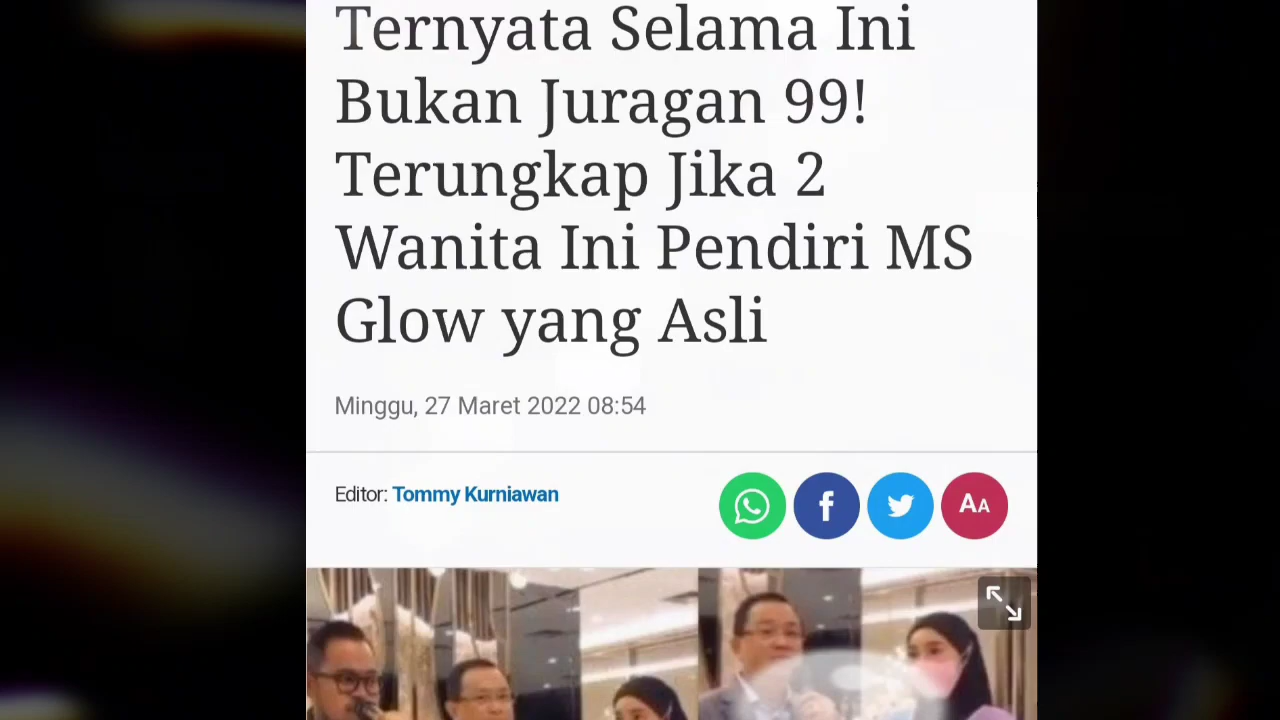 Ternyata Selama Ini
Bukan Juragan 99!
Terungkap Jika 2
Wanita Ini Pendiri MS
Glow yang Asli
Minggu, 27 Maret 2022 08:54
Editor: Tommy Kurniawan
AA